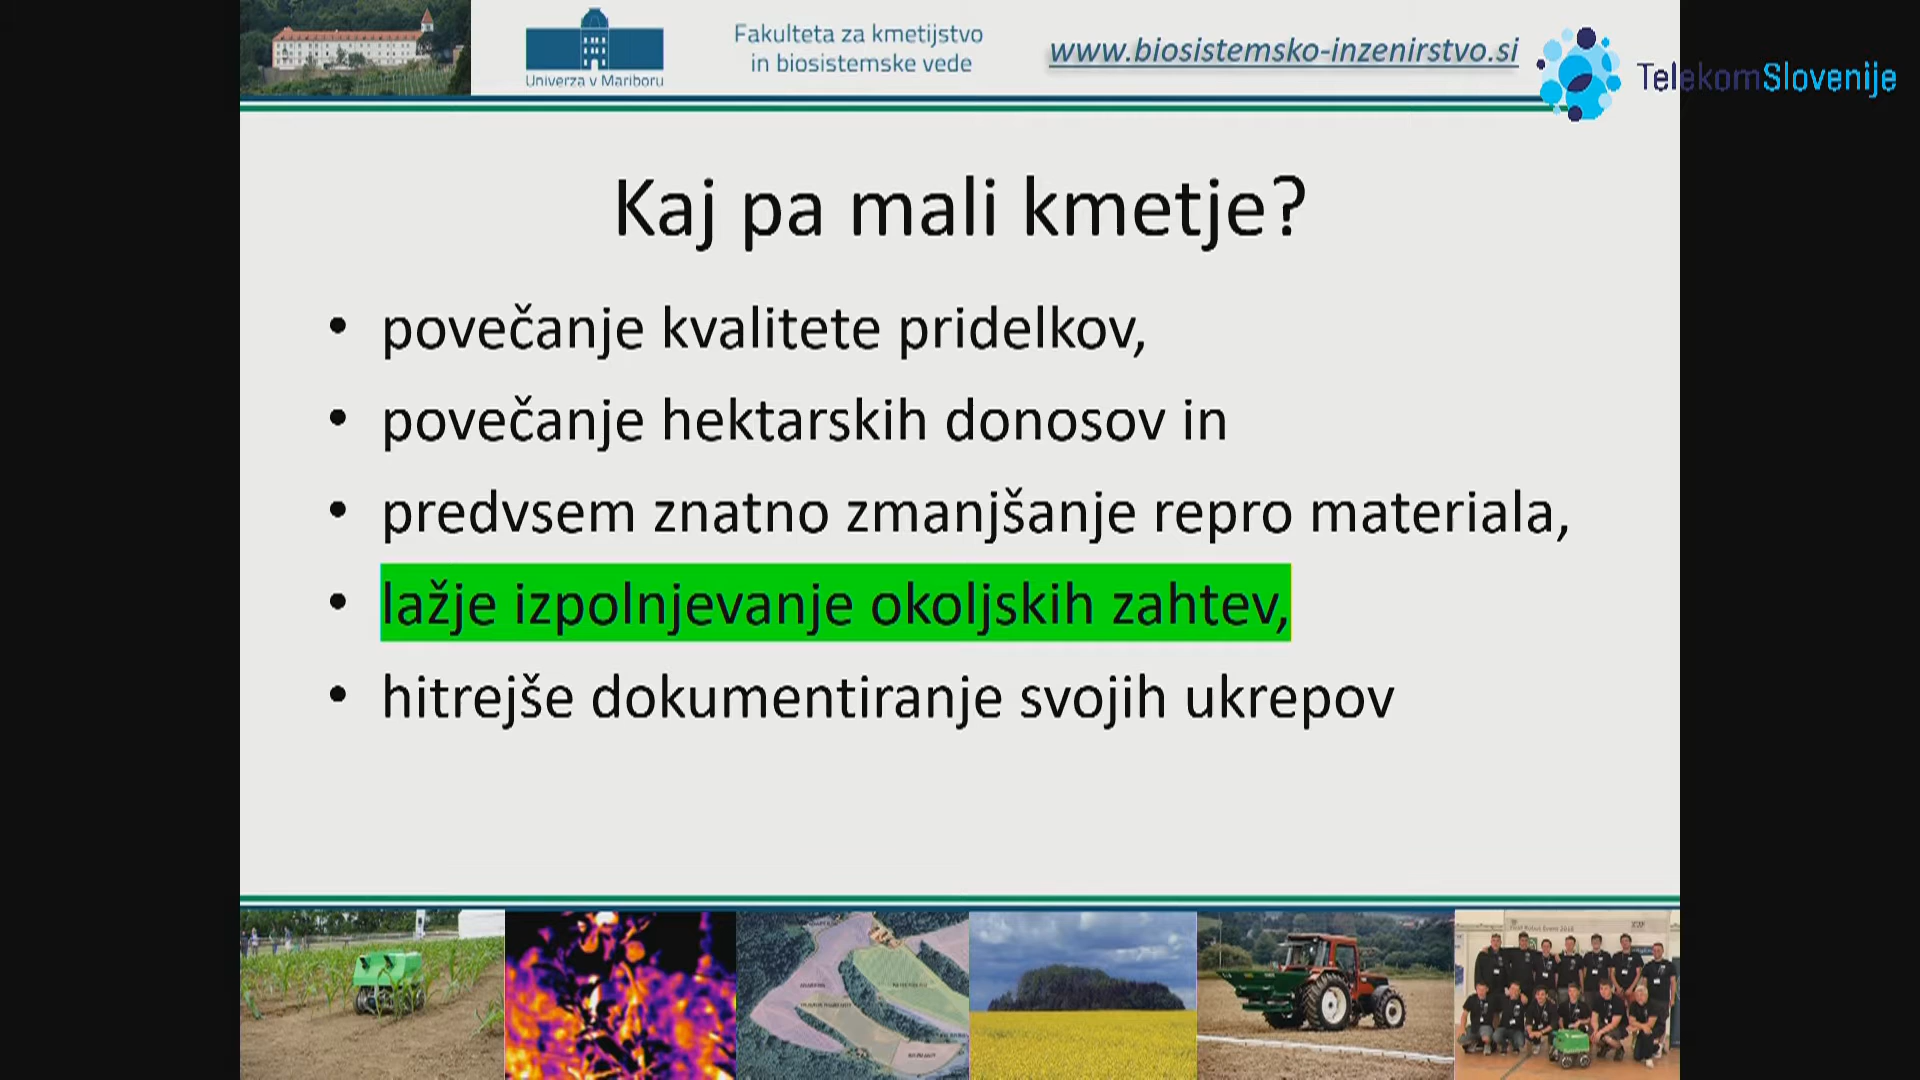 Univerza v Mariboru
Fakulteta za kmetijstvo
in biosistemske vede
www.biosistemsko-inzenirstvo.si
TelekomSlovenije
Kaj pa mali kmetje?
• povečanje kvalitete pridelkov,
• povečanje hektarskih donosov in
• predvsem znatno zmanjšanje repro materiala,
• lažje izpolnjevanje okoljskih zahtev,
• hitrejše dokumentiranje svojih ukrepov